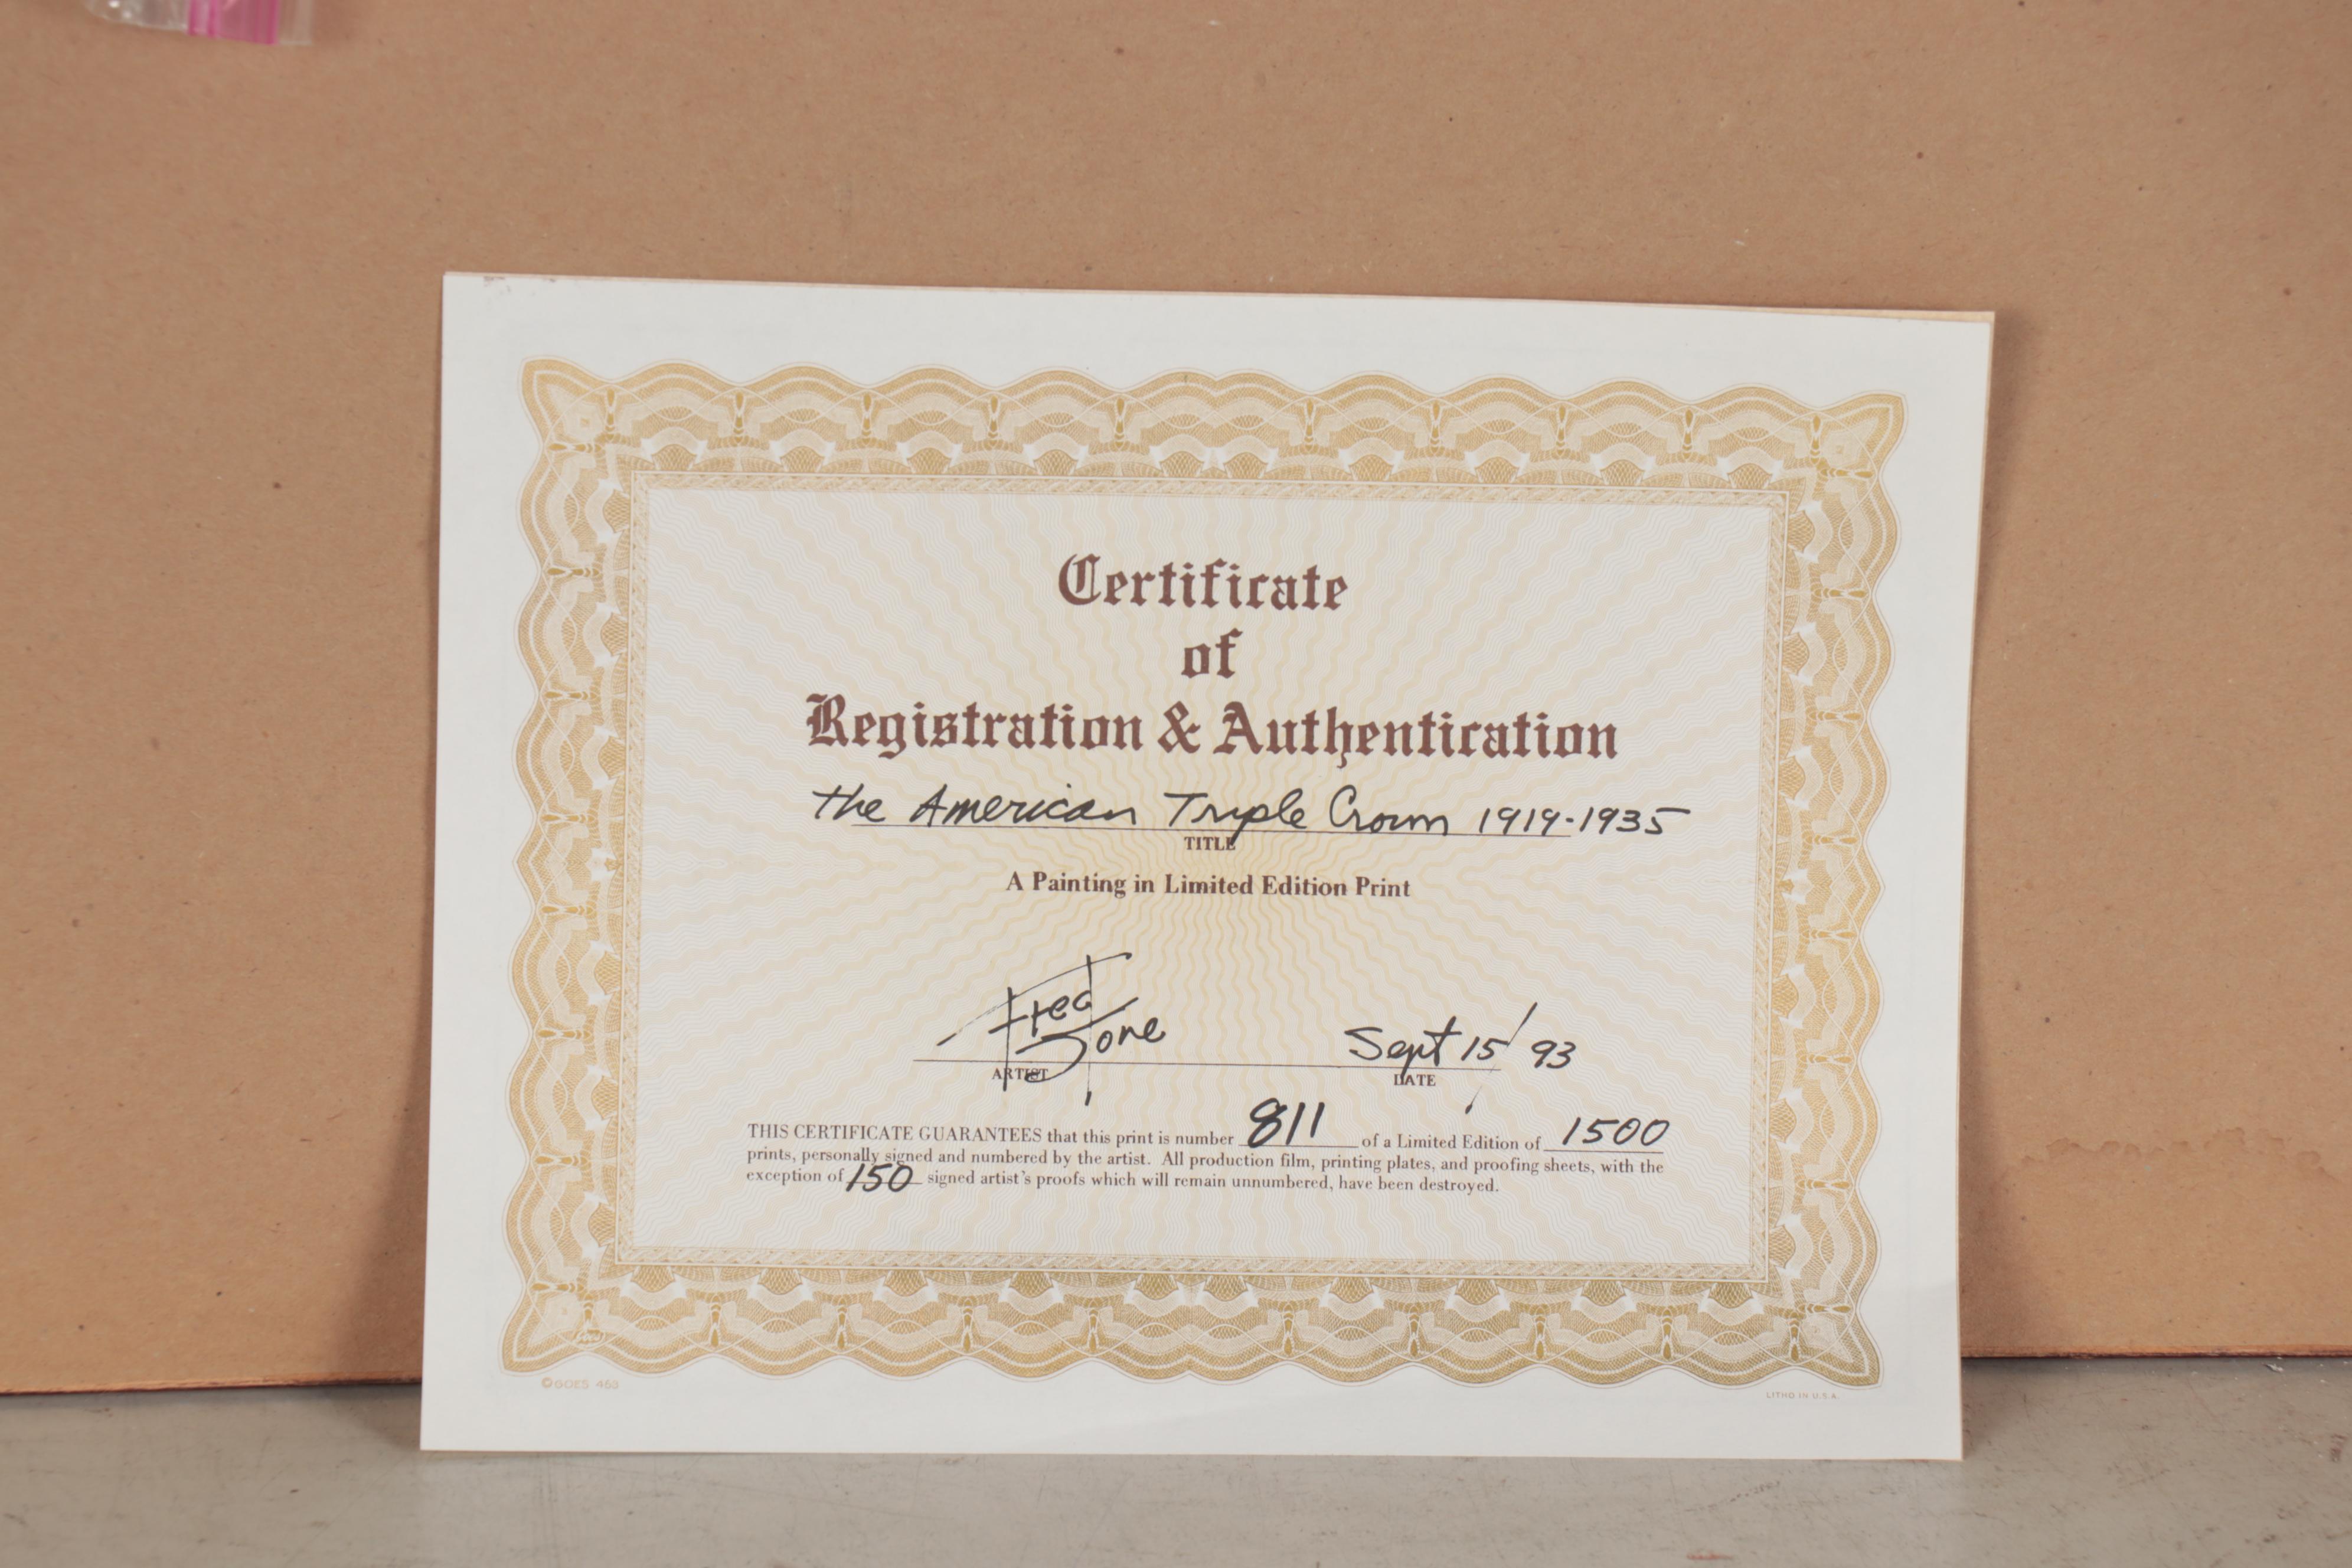 Certificate
of
Registration & Authentication
the American Triple Crown 1919-1935
TITLE
A Painting in Limited Edition Print
Fred Stone Sept 15/93
ARTIST DATE
THIS CERTIFICATE GUARANTEES that this print is number 811 of a Limited Edition of 1500
prints, personally signed and numbered by the artist. All production film, printing plates, and proofing sheets, with the
exception of 150 signed artist's proofs which will remain unnumbered, have been destroyed.
©GOES 463 LITHO IN U.S.A.